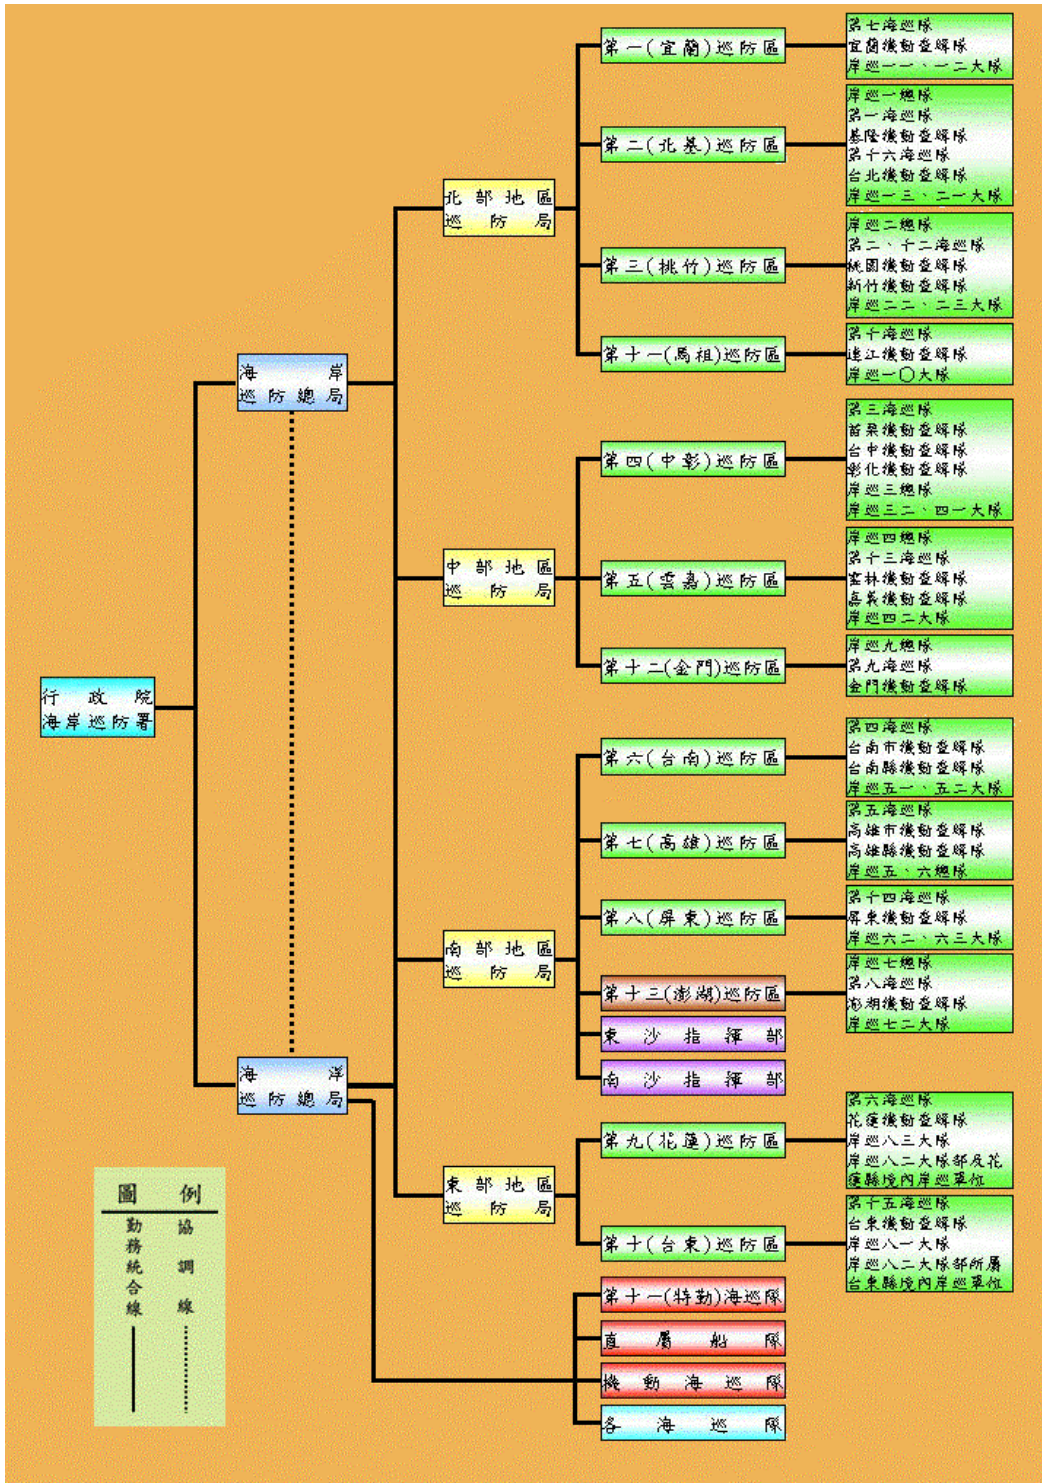 行政院
海岸巡防署
海岸
巡防總局
海洋
巡防總局
北部地區
巡防局
第一(宜蘭)巡防區
第七海巡隊
宜蘭機動查緝隊
岸巡一一、一二大隊
第二(北基)巡防區
岸巡一總隊
第一海巡隊
基隆機動查緝隊
第十六海巡隊
台北機動查緝隊
岸巡一三、二一大隊
第三(桃竹)巡防區
岸巡二總隊
第二、十二海巡隊
桃園機動查緝隊
新竹機動查緝隊
岸巡二二、二三大隊
第十一(馬祖)巡防區
第十海巡隊
連江機動查緝隊
岸巡一〇大隊
中部地區
巡防局
第四(中彰)巡防區
第三海巡隊
苗栗機動查緝隊
台中機動查緝隊
彰化機動查緝隊
岸巡三總隊
岸巡三二、四一大隊
第五(雲嘉)巡防區
岸巡四總隊
第十三海巡隊
雲林機動查緝隊
嘉義機動查緝隊
岸巡四二大隊
第十二(金門)巡防區
岸巡九總隊
第九海巡隊
金門機動查緝隊
南部地區
巡防局
第六(台南)巡防區
第四海巡隊
台南市機動查緝隊
台南縣機動查緝隊
岸巡五一、五二大隊
第七(高雄)巡防區
第五海巡隊
高雄市機動查緝隊
高雄縣機動查緝隊
岸巡五、六總隊
第八(屏東)巡防區
第十四海巡隊
屏東機動查緝隊
岸巡六二、六三大隊
第十三(澎湖)巡防區
岸巡七總隊
第八海巡隊
澎湖機動查緝隊
岸巡七二大隊
東沙指揮部
南沙指揮部
東部地區
巡防局
第九(花蓮)巡防區
第六海巡隊
花蓮機動查緝隊
岸巡八三大隊
岸巡八二大隊部及花
蓮縣境內岸巡單位
第十(台東)巡防區
第十五海巡隊
台東機動查緝隊
岸巡八一大隊
岸巡八二大隊部所屬
台東縣境內岸巡單位
第十一(特勤)海巡隊
直屬船隊
機動海巡隊
各海巡隊
圖例
勤務統合線
協調線